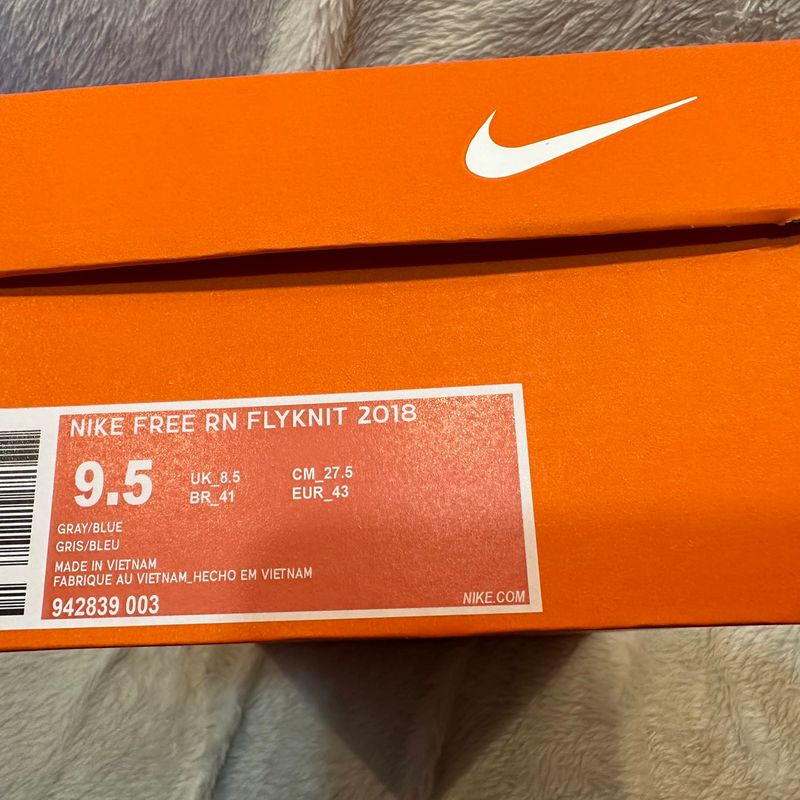 NIKE FREE RN FLYKNIT 2018
9.5 UK_8.5 CM_27.5
BR_41 EUR_43
GRAY/BLUE
GRIS/BLEU
MADE IN VIETNAM
FABRIQUE AU VIETNAM_HECHO EM VIETNAM
942839 003 NIKE.COM